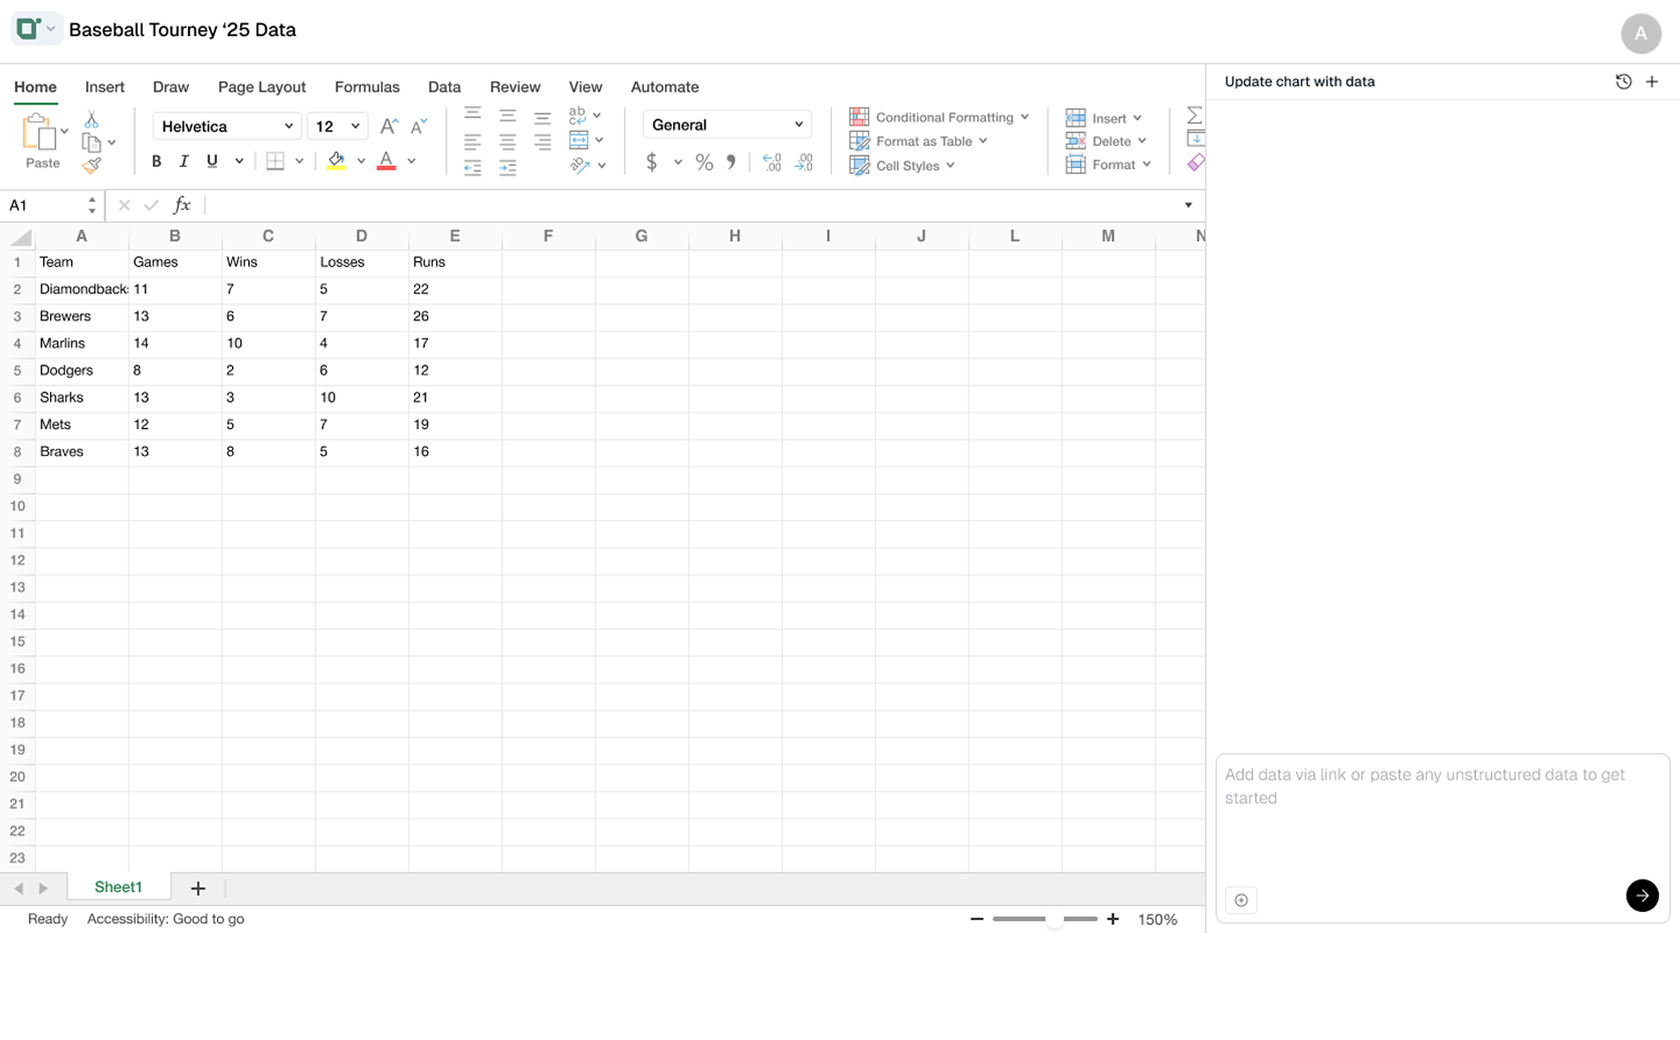 Baseball Tourney ‘25 Data
A
Home Insert Draw Page Layout Formulas Data Review View Automate
Update chart with data
Paste
Helvetica 12
B I U A
ab
General
$ % 
Conditional Formatting
Format as Table
Cell Styles
Insert
Delete
Format
A1 fx
A B C D E F G H I J L M N
1 Team Games Wins Losses Runs
2 Diamondbacks 11 7 5 22
3 Brewers 13 6 7 26
4 Marlins 14 10 4 17
5 Dodgers 8 2 6 12
6 Sharks 13 3 10 21
7 Mets 12 5 7 19
8 Braves 13 8 5 16
9
10
11
12
13
14
15
16
17
18
19
20
21
22
23
Add data via link or paste any unstructured data to get
started
Sheet1
Ready Accessibility: Good to go
150%